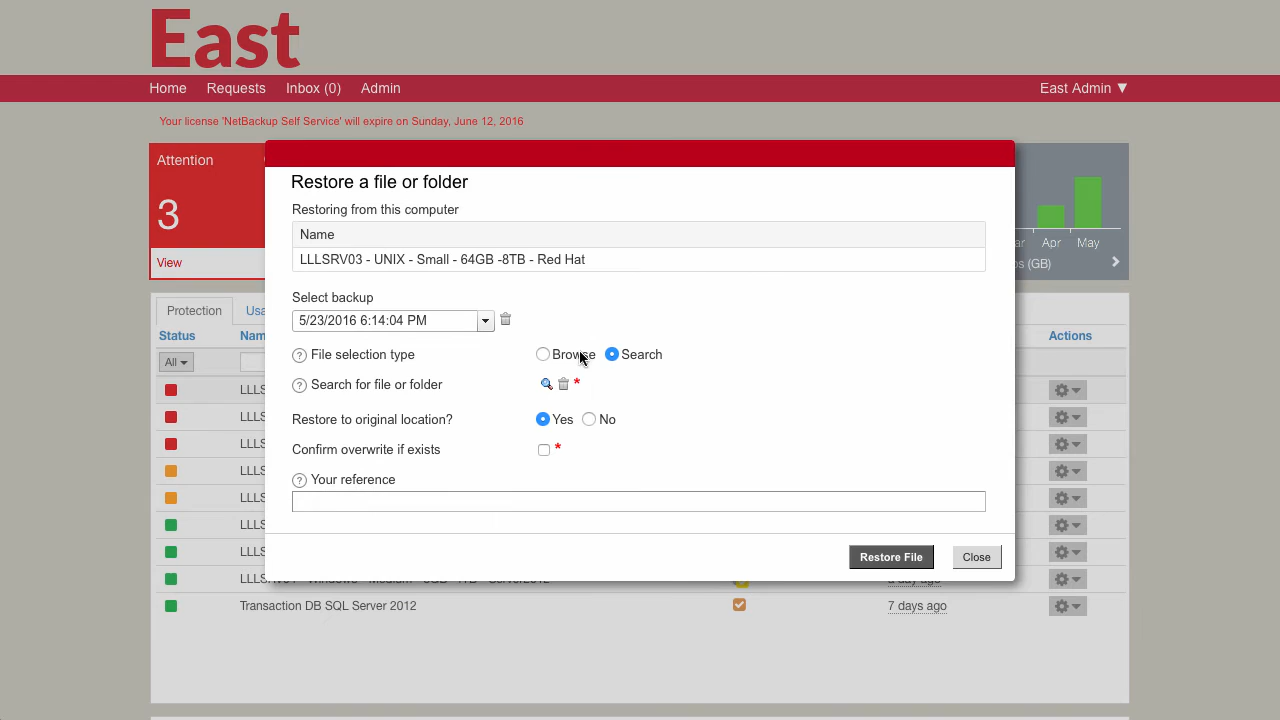 East
Home Requests Inbox (0) Admin East Admin ▼
Your license 'NetBackup Self Service' will expire on Sunday, June 12, 2016
Attention
3
View
Apr May
(GB)
Restore a file or folder
Restoring from this computer
Name
LLLSRV03 - UNIX - Small - 64GB -8TB - Red Hat
Select backup
5/23/2016 6:14:04 PM
? File selection type Browse Search
? Search for file or folder *
Restore to original location? Yes No
Confirm overwrite if exists *
? Your reference
Restore File Close
Protection
Status Actions
All
Transaction DB SQL Server 2012 7 days ago